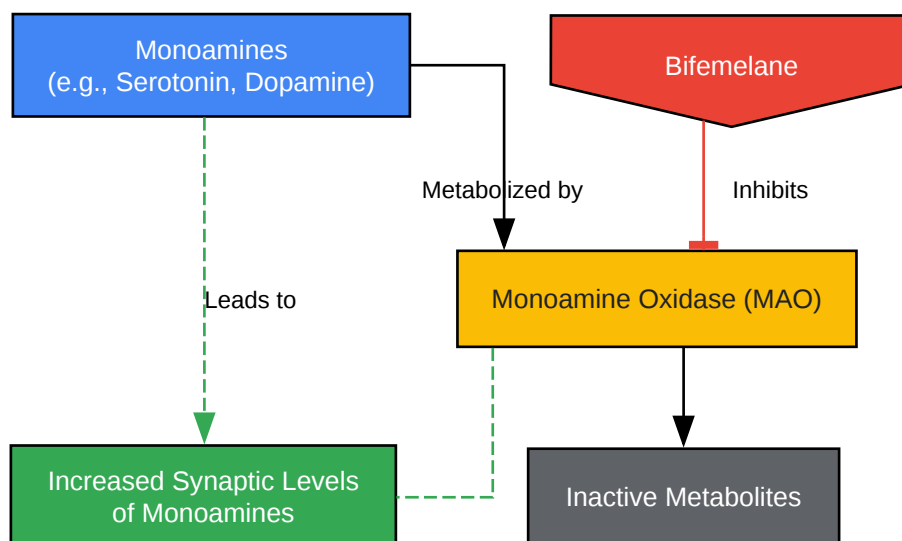 Monoamines
(e.g., Serotonin, Dopamine)
Bifemelane
Metabolized by
Inhibits
Monoamine Oxidase (MAO)
Leads to
Increased Synaptic Levels
of Monoamines
Inactive Metabolites